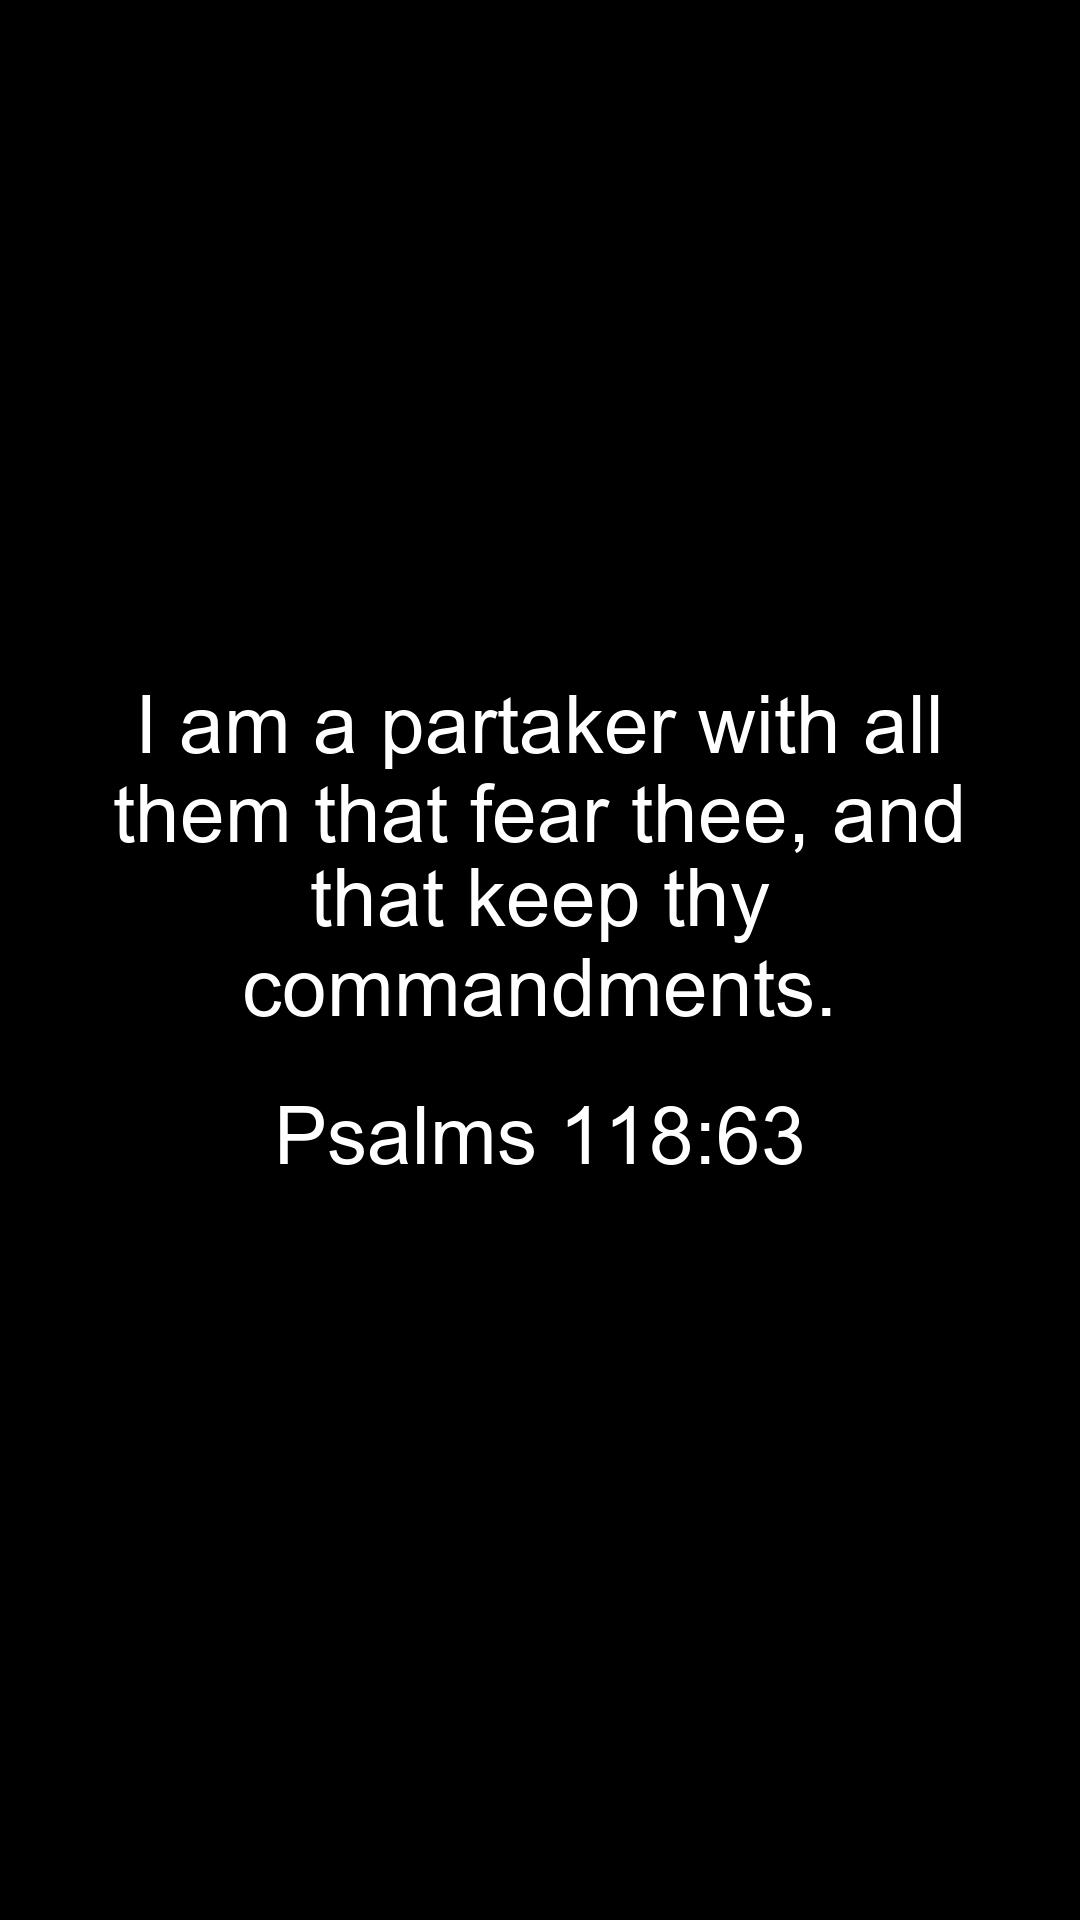 I am a partaker with all
them that fear thee, and
that keep thy
commandments.
Psalms 118:63